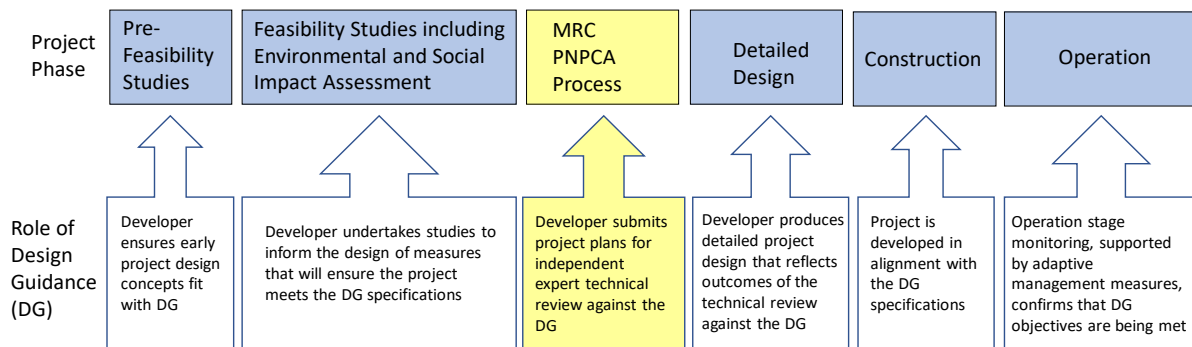 Project
Phase
Pre-
Feasibility
Studies
Feasibility Studies including
Environmental and Social
Impact Assessment
MRC
PNPCA
Process
Detailed
Design
Construction
Operation
Role of
Design
Guidance
(DG)
Developer
ensures early
project design
concepts fit
with DG
Developer undertakes studies to
inform the design of measures
that will ensure the project
meets the DG specifications
Developer submits
project plans for
independent
expert technical
review against the
DG
Developer produces
detailed project
design that reflects
outcomes of the
technical review
against the DG
Project is
developed in
alignment with
the DG
specifications
Operation stage
monitoring, supported
by adaptive
management measures,
confirms that DG
objectives are being met